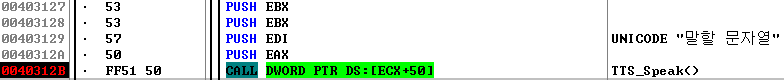 00403127 · 53 PUSH EBX
00403128 · 53 PUSH EBX
00403129 · 57 PUSH EDI UNICODE "말할 문자열"
0040312A · 50 PUSH EAX
0040312B · FF51 50 CALL DWORD PTR DS:[ECX+50] TTS_Speak()